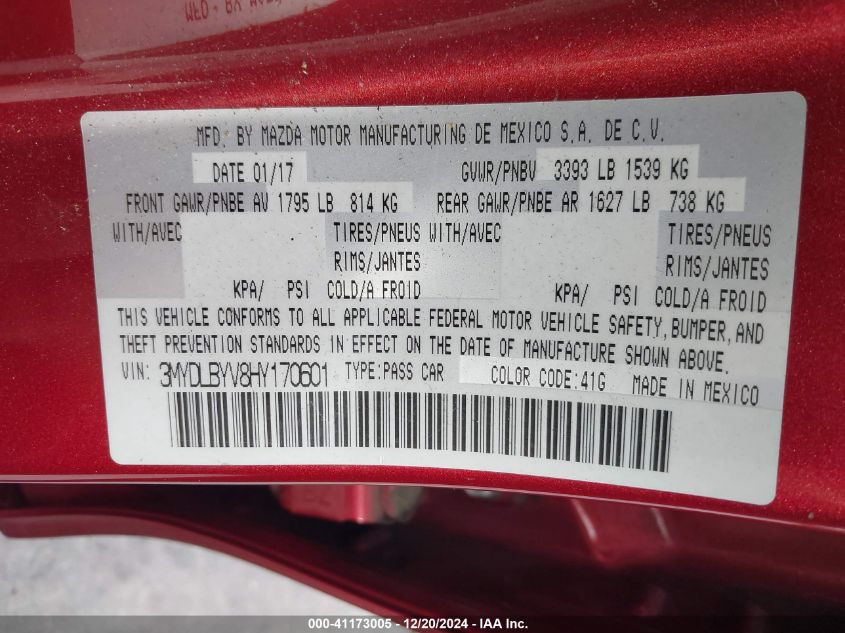 MFD. BY MAZDA MOTOR MANUFACTURING DE MEXICO S.A. DE C.V.
DATE 01/17 GVWR/PNBV 3393 LB 1539 KG
FRONT GAWR/PNBE AV 1795 LB 814 KG REAR GAWR/PNBE AR 1627 LB 738 KG
WITH/AVEC TIRES/PNEUS WITH/AVEC TIRES/PNEUS
RIMS/JANTES RIMS/JANTES
KPA/ PSI COLD/A FROID KPA/ PSI COLD/A FROID
THIS VEHICLE CONFORMS TO ALL APPLICABLE FEDERAL MOTOR VEHICLE SAFETY, BUMPER, AND
THEFT PREVENTION STANDARDS IN EFFECT ON THE DATE OF MANUFACTURE SHOWN ABOVE.
VIN: 3MYDLBYV8HY170601 TYPE:PASS CAR COLOR CODE:41G MADE IN MEXICO
000-41173005 - 12/20/2024 - IAA Inc.